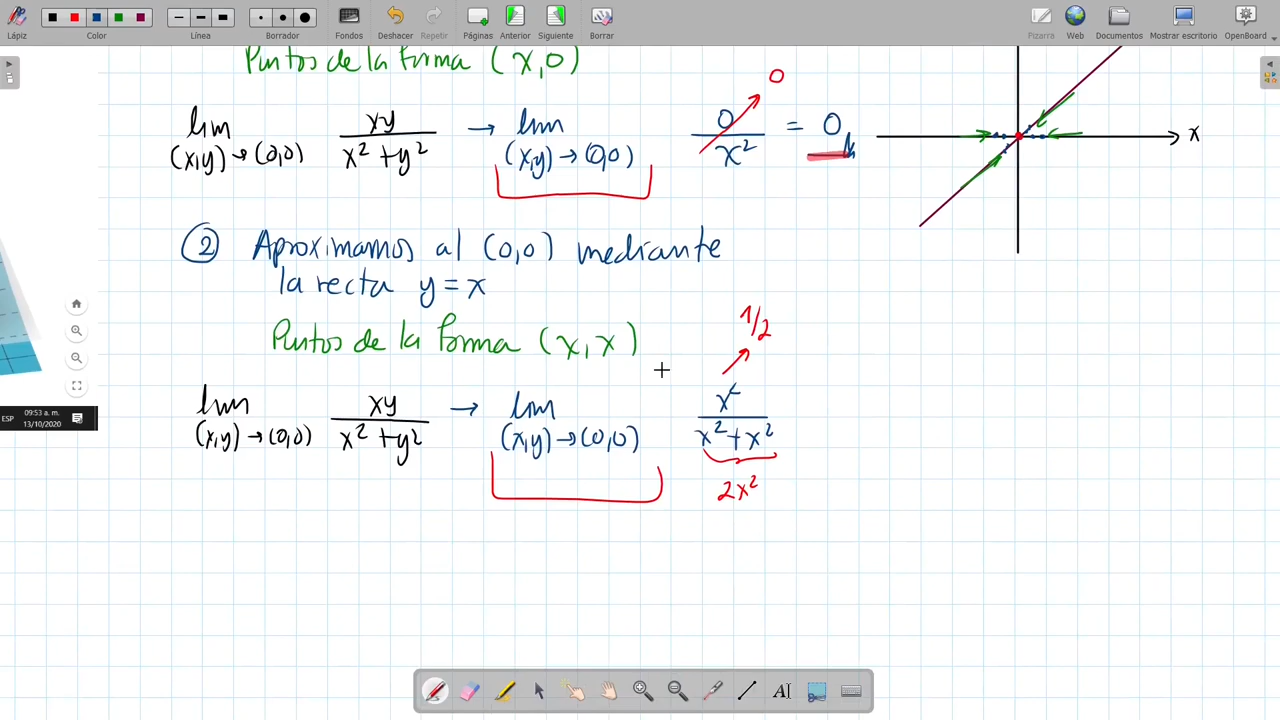 Lápiz Color Línea Borrador Fondos Deshacer Repetir Páginas Anterior Siguiente Borrar Pizarra Web Documentos Mostrar escritorio OpenBoard
Puntos de la forma (x,0)
lim (x,y)→(0,0) xy / x² + y² → lim (x,y)→(0,0) 0 / x² = 0
0
x
② Aproximamos al (0,0) mediante
la recta y = x
Puntos de la forma (x,x)
1/2
lim (x,y)→(0,0) xy / x² + y² → lim (x,y)→(0,0) x² / x² + x²
2x²
ESP
09:53 a. m.
13/10/2020